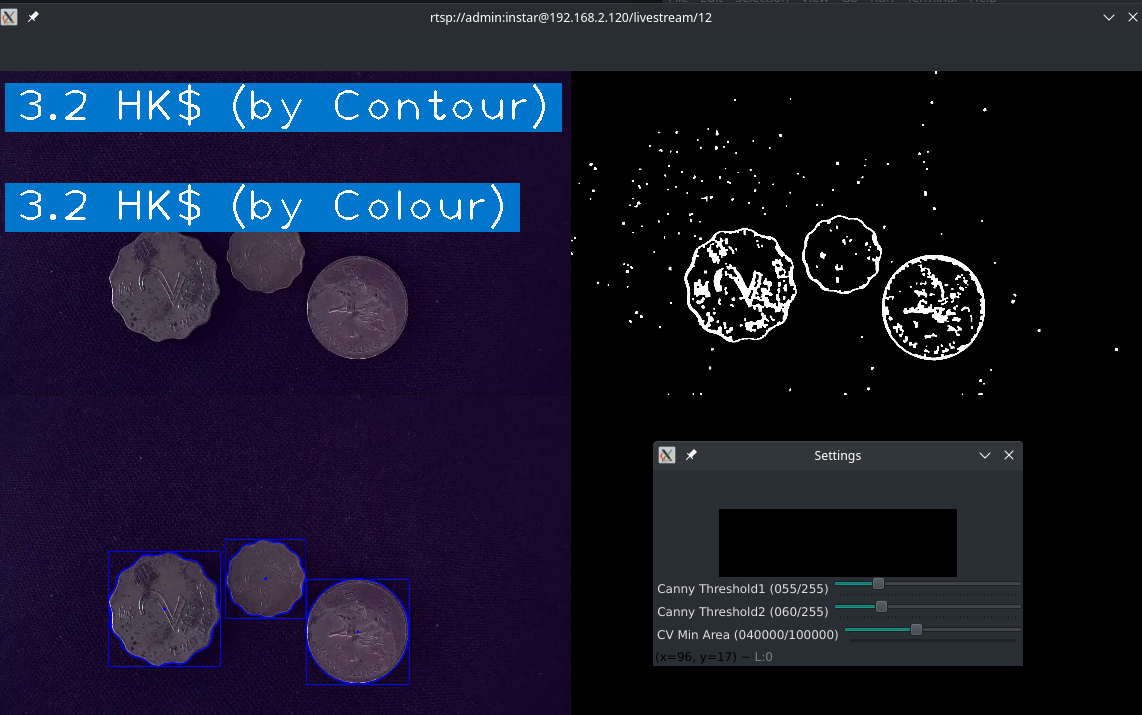 rtsp://admin:instar@192.168.2.120/livestream/12
3.2 HK$ (by Contour)
3.2 HK$ (by Colour)
Settings
Canny Threshold1 (055/255)
Canny Threshold2 (060/255)
CV Min Area (040000/100000)
(x=96, y=17) ~ L:0